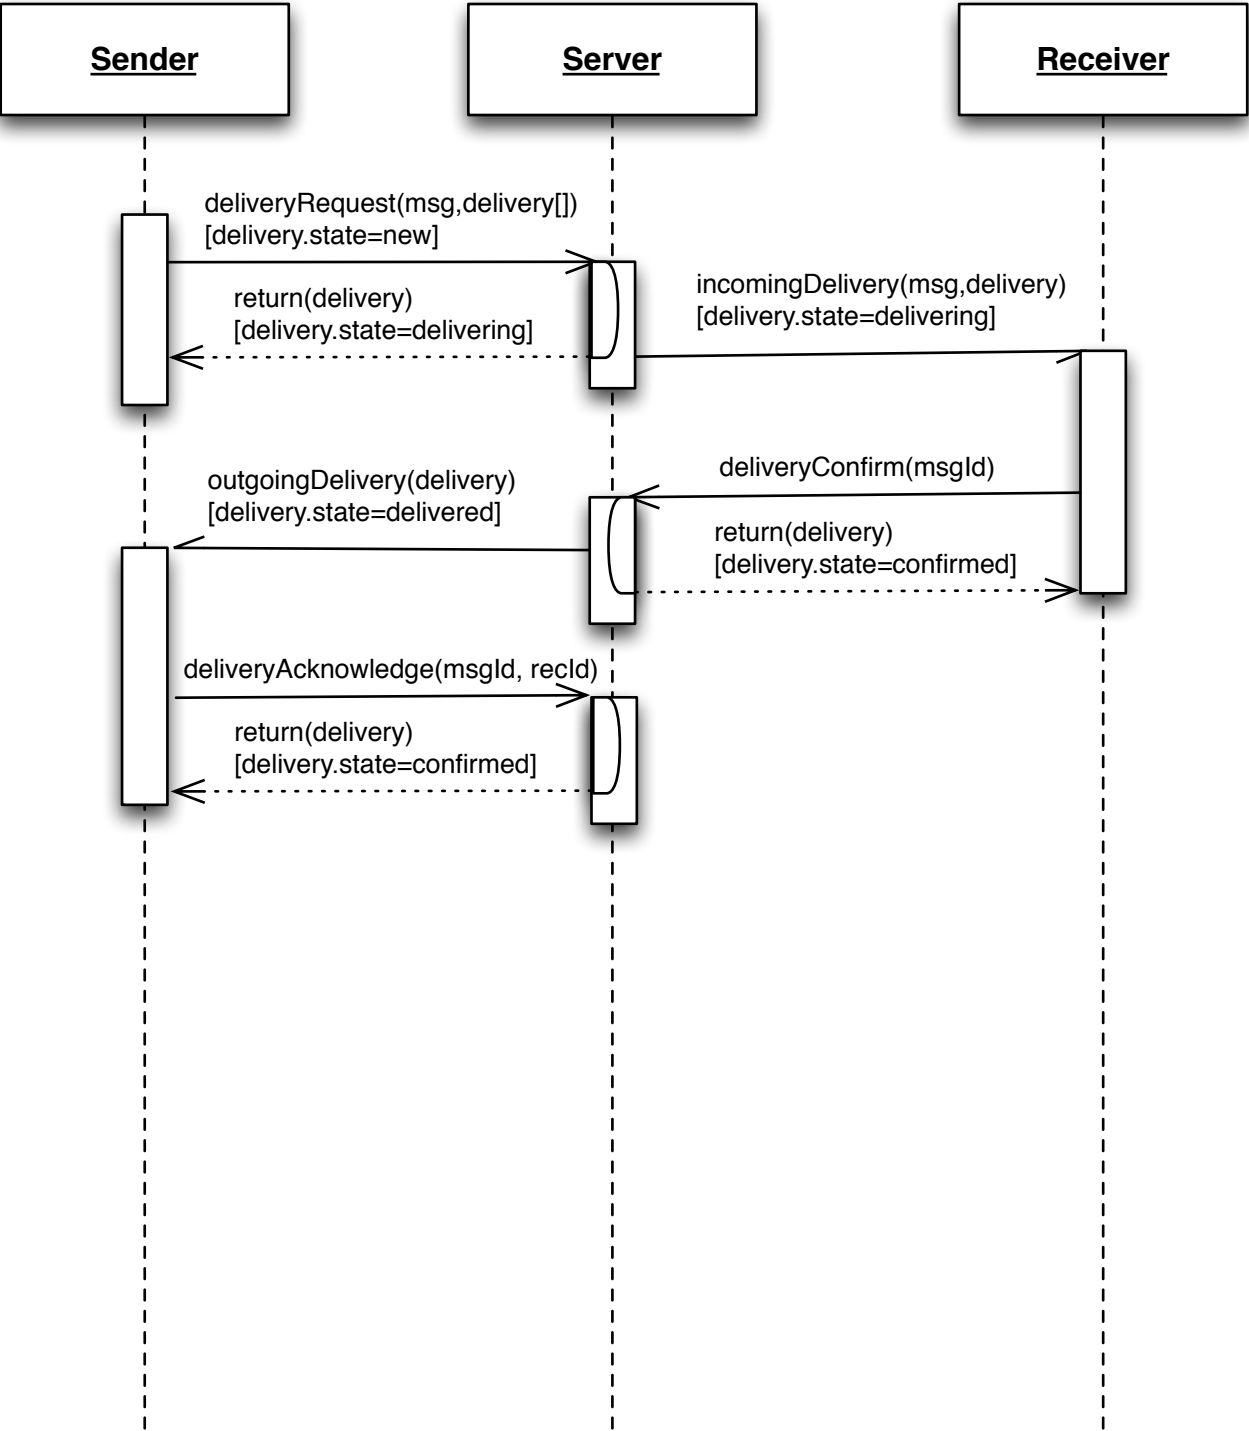 Sender
Server
Receiver
deliveryRequest(msg,delivery[])
[delivery.state=new]
incomingDelivery(msg,delivery)
[delivery.state=delivering]
return(delivery)
[delivery.state=delivering]
deliveryConfirm(msgId)
outgoingDelivery(delivery)
[delivery.state=delivered]
return(delivery)
[delivery.state=confirmed]
deliveryAcknowledge(msgId, recId)
return(delivery)
[delivery.state=confirmed]